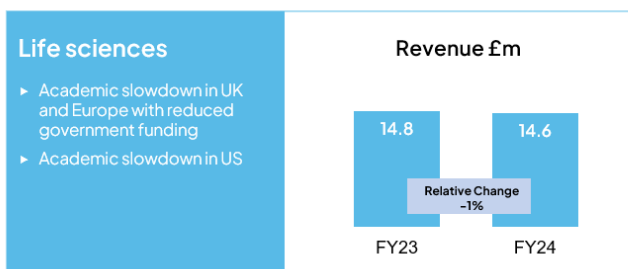 Life sciences
▸ Academic slowdown in UK
and Europe with reduced
government funding
▸ Academic slowdown in US
Revenue £m
14.8
14.6
Relative Change
-1%
FY23
FY24